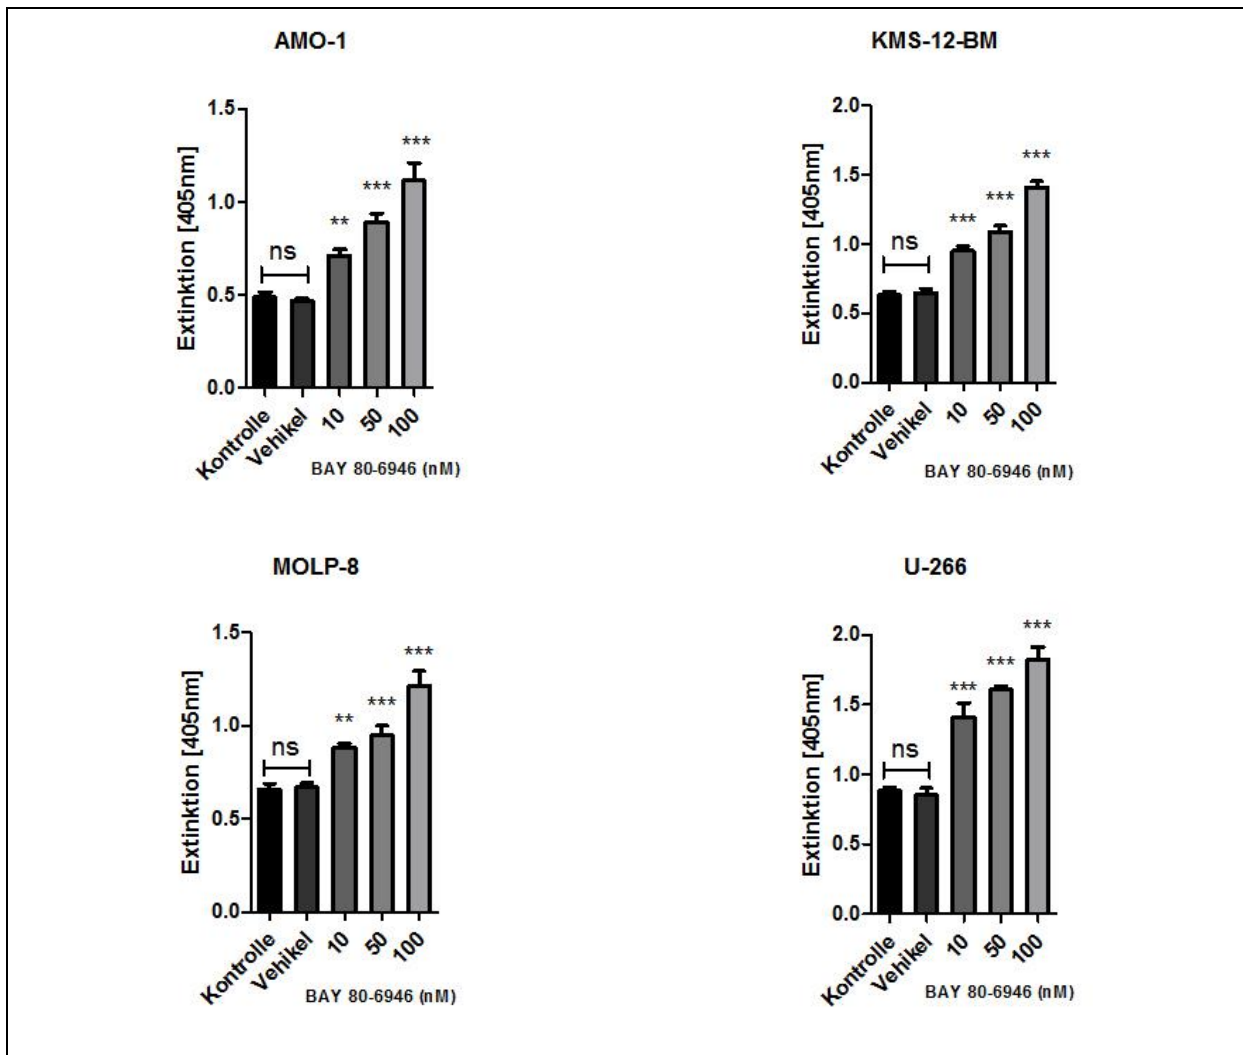 AMO-1
Extinktion [405nm]
1.5
1.0
0.5
0.0
ns
**
***
***
Kontrolle
Vehikel
10
50
100
BAY 80-6946 (nM)
KMS-12-BM
Extinktion [405nm]
2.0
1.5
1.0
0.5
0.0
ns
***
***
***
Kontrolle
Vehikel
10
50
100
BAY 80-6946 (nM)
MOLP-8
Extinktion [405nm]
1.5
1.0
0.5
0.0
ns
**
***
***
Kontrolle
Vehikel
10
50
100
BAY 80-6946 (nM)
U-266
Extinktion [405nm]
2.0
1.5
1.0
0.5
0.0
ns
***
***
***
Kontrolle
Vehikel
10
50
100
BAY 80-6946 (nM)